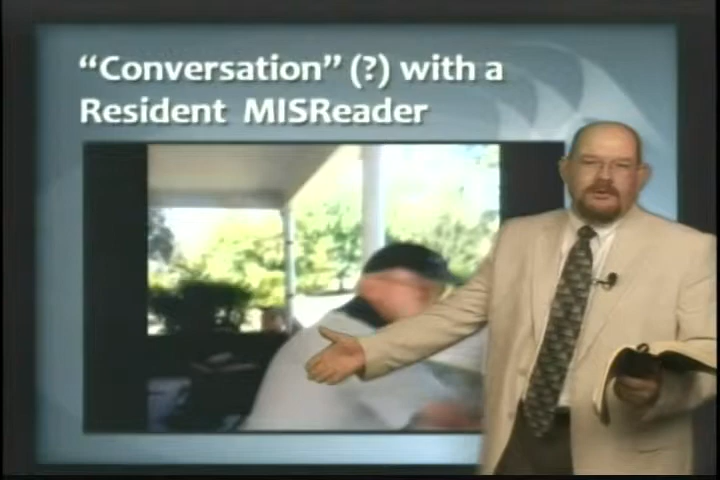 “Conversation” (?) with a
Resident MISReader